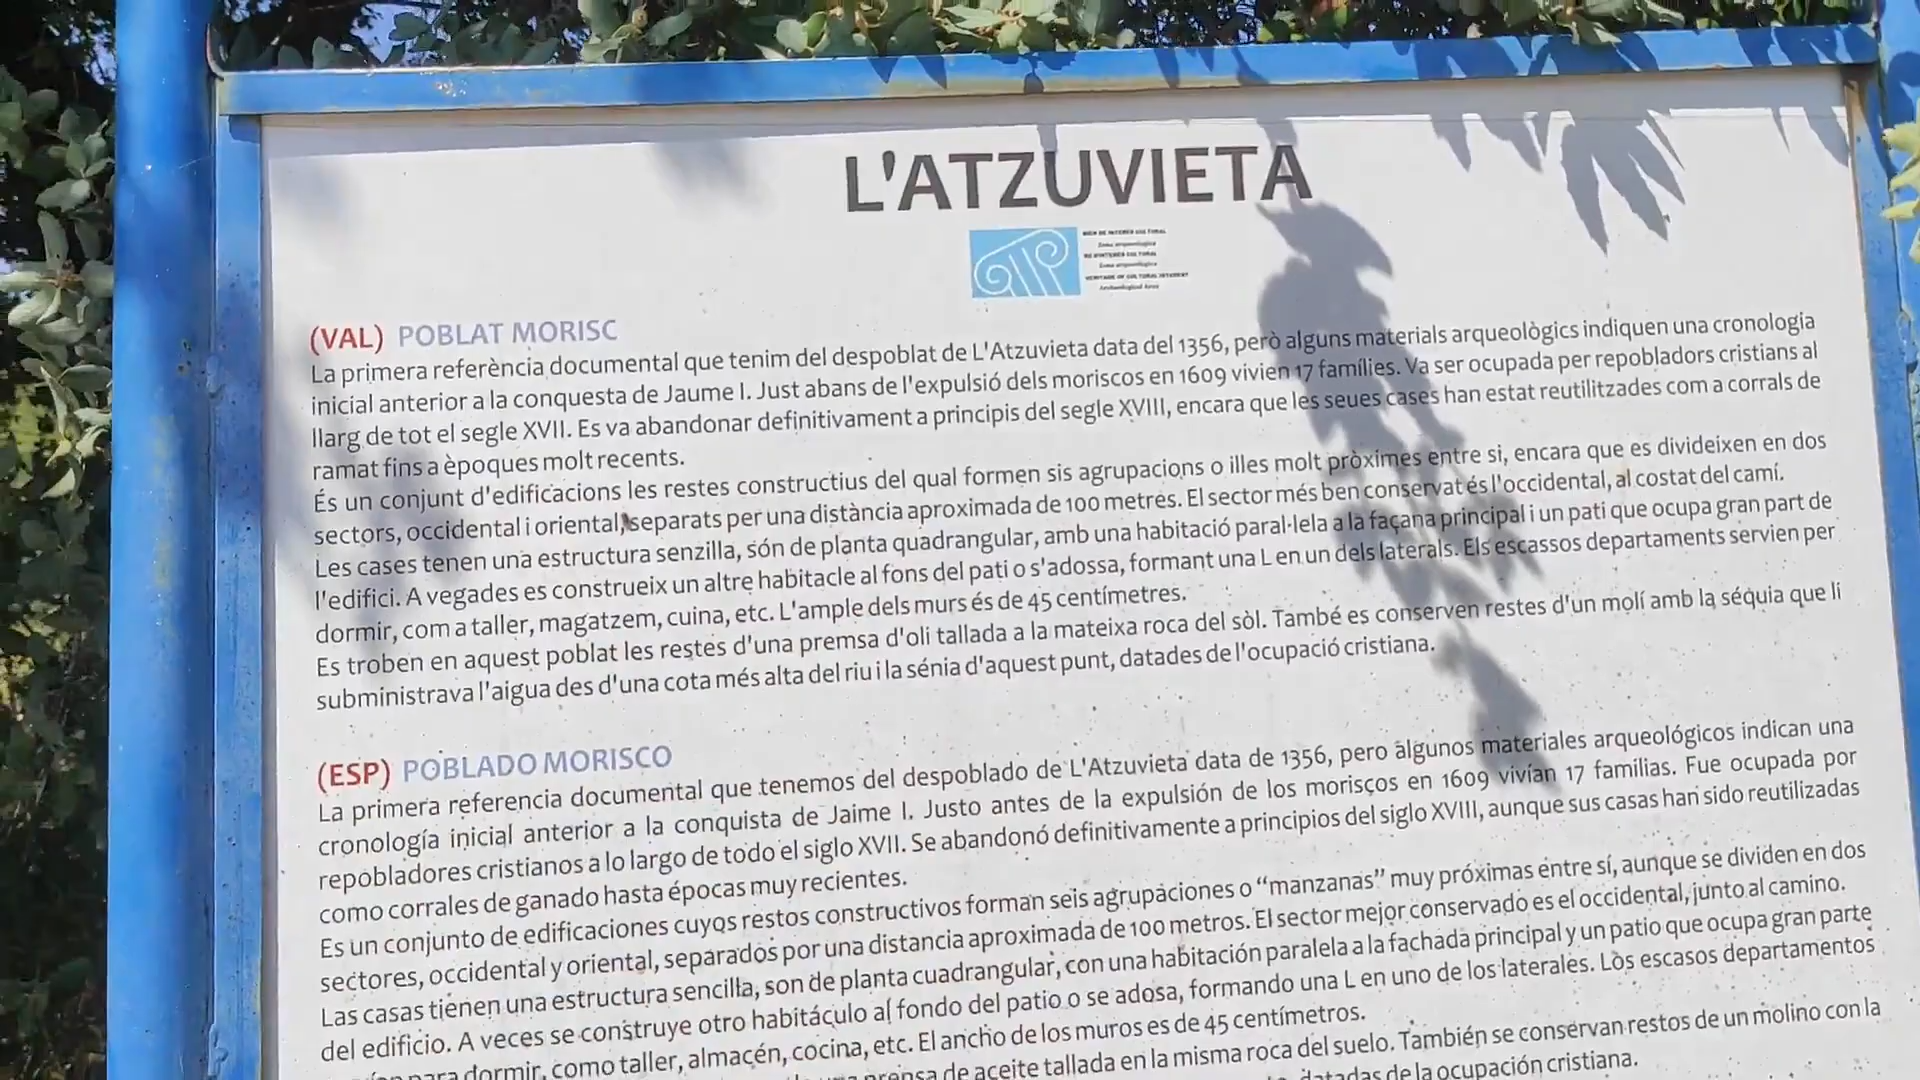 L'ATZUVIETA
BIEN DE INTERÉS CULTURAL
Zona arqueológica
BÉ D'INTERÉS CULTURAL
Zona arqueològica
HERITAGE OF CULTURAL INTEREST
Archaeological Area
(VAL) POBLAT MORISC
La primera referència documental que tenim del despoblat de L'Atzuvieta data del 1356, però alguns materials arqueològics indiquen una cronologia
inicial anterior a la conquesta de Jaume I. Just abans de l'expulsió dels moriscos en 1609 vivien 17 famílies. Va ser ocupada per repobladors cristians al
llarg de tot el segle XVII. Es va abandonar definitivament a principis del segle XVIII, encara que les seues cases han estat reutilitzades com a corrals de
ramat fins a èpoques molt recents.
És un conjunt d'edificacions les restes constructius del qual formen sis agrupacions o illes molt pròximes entre si, encara que es divideixen en dos
sectors, occidental i oriental, separats per una distància aproximada de 100 metres. El sector més ben conservat és l'occidental, al costat del camí.
Les cases tenen una estructura senzilla, són de planta quadrangular, amb una habitació paral·lela a la façana principal i un pati que ocupa gran part de
l'edifici. A vegades es construeix un altre habitacle al fons del pati o s'adossa, formant una L en un dels laterals. Els escassos departaments servien per
dormir, com a taller, magatzem, cuina, etc. L'ample dels murs és de 45 centímetres.
Es troben en aquest poblat les restes d'una premsa d'oli tallada a la mateixa roca del sòl. També es conserven restes d'un molí amb la séquia que li
subministrava l'aigua des d'una cota més alta del riu i la sénia d'aquest punt, datades de l'ocupació cristiana.
(ESP) POBLADO MORISCO
La primera referencia documental que tenemos del despoblado de L'Atzuvieta data de 1356, pero algunos materiales arqueológicos indican una
cronología inicial anterior a la conquista de Jaime I. Justo antes de la expulsión de los moriscos en 1609 vivían 17 familias. Fue ocupada por
repobladores cristianos a lo largo de todo el siglo XVII. Se abandonó definitivamente a principios del siglo XVIII, aunque sus casas han sido reutilizadas
como corrales de ganado hasta épocas muy recientes.
Es un conjunto de edificaciones cuyos restos constructivos forman seis agrupaciones o “manzanas” muy próximas entre sí, aunque se dividen en dos
sectores, occidental y oriental, separados por una distancia aproximada de 100 metros. El sector mejor conservado es el occidental, junto al camino.
Las casas tienen una estructura sencilla, son de planta cuadrangular, con una habitación paralela a la fachada principal y un patio que ocupa gran parte
del edificio. A veces se construye otro habitáculo al fondo del patio o se adosa, formando una L en uno de los laterales. Los escasos departamentos
para dormir, como taller, almacén, cocina, etc. El ancho de los muros es de 45 centímetros.
prensa de aceite tallada en la misma roca del suelo. También se conservan restos de un molino con la
datadas de la ocupación cristiana.